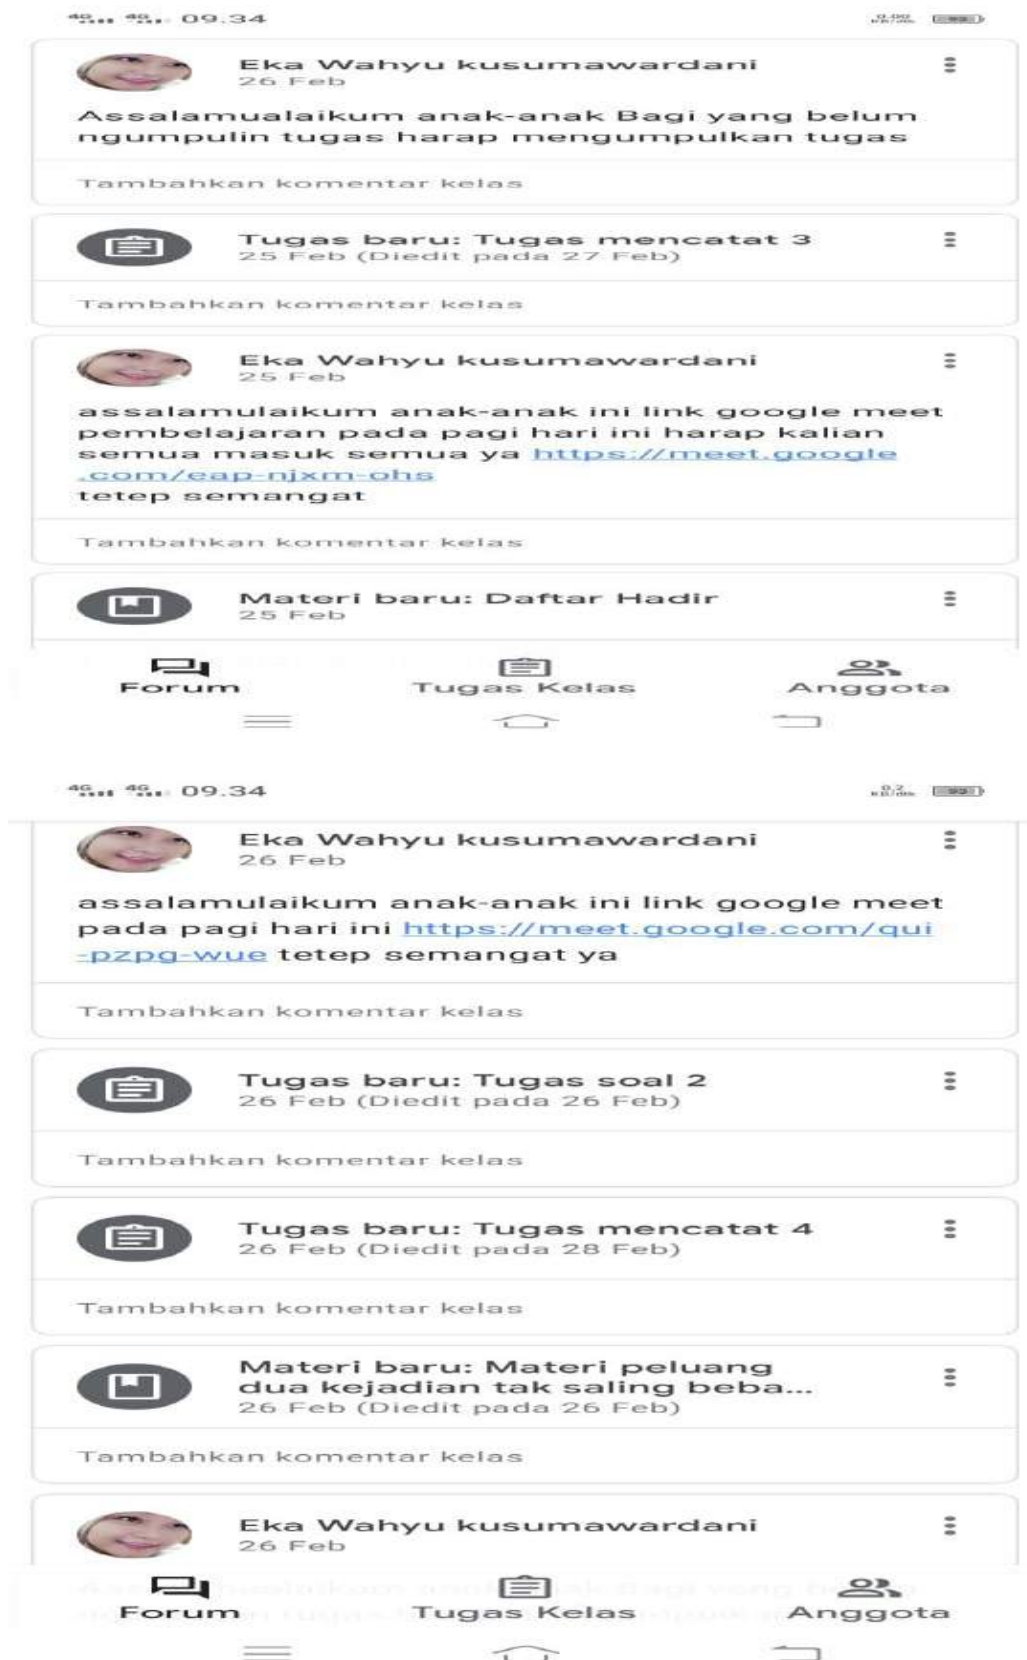 4G 4G 09.34
Eka Wahyu kusumawardani
26 Feb
Assalamualaikum anak-anak Bagi yang belum
ngumpulin tugas harap mengumpulkan tugas
Tambahkan komentar kelas
Tugas baru: Tugas mencatat 3
25 Feb (Diedit pada 27 Feb)
Tambahkan komentar kelas
Eka Wahyu kusumawardani
25 Feb
assalamulaikum anak-anak ini link google meet
pembelajaran pada pagi hari ini harap kalian
semua masuk semua ya https://meet.google
.com/eap-njxm-ohs
tetep semangat
Tambahkan komentar kelas
Materi baru: Daftar Hadir
25 Feb
Forum Tugas Kelas Anggota
4G 4G 09.34
Eka Wahyu kusumawardani
26 Feb
assalamulaikum anak-anak ini link google meet
pada pagi hari ini https://meet.google.com/qui
-pzpg-wue tetep semangat ya
Tambahkan komentar kelas
Tugas baru: Tugas soal 2
26 Feb (Diedit pada 26 Feb)
Tambahkan komentar kelas
Tugas baru: Tugas mencatat 4
26 Feb (Diedit pada 28 Feb)
Tambahkan komentar kelas
Materi baru: Materi peluang
dua kejadian tak saling beba...
26 Feb (Diedit pada 26 Feb)
Tambahkan komentar kelas
Eka Wahyu kusumawardani
26 Feb
Forum Tugas Kelas Anggota